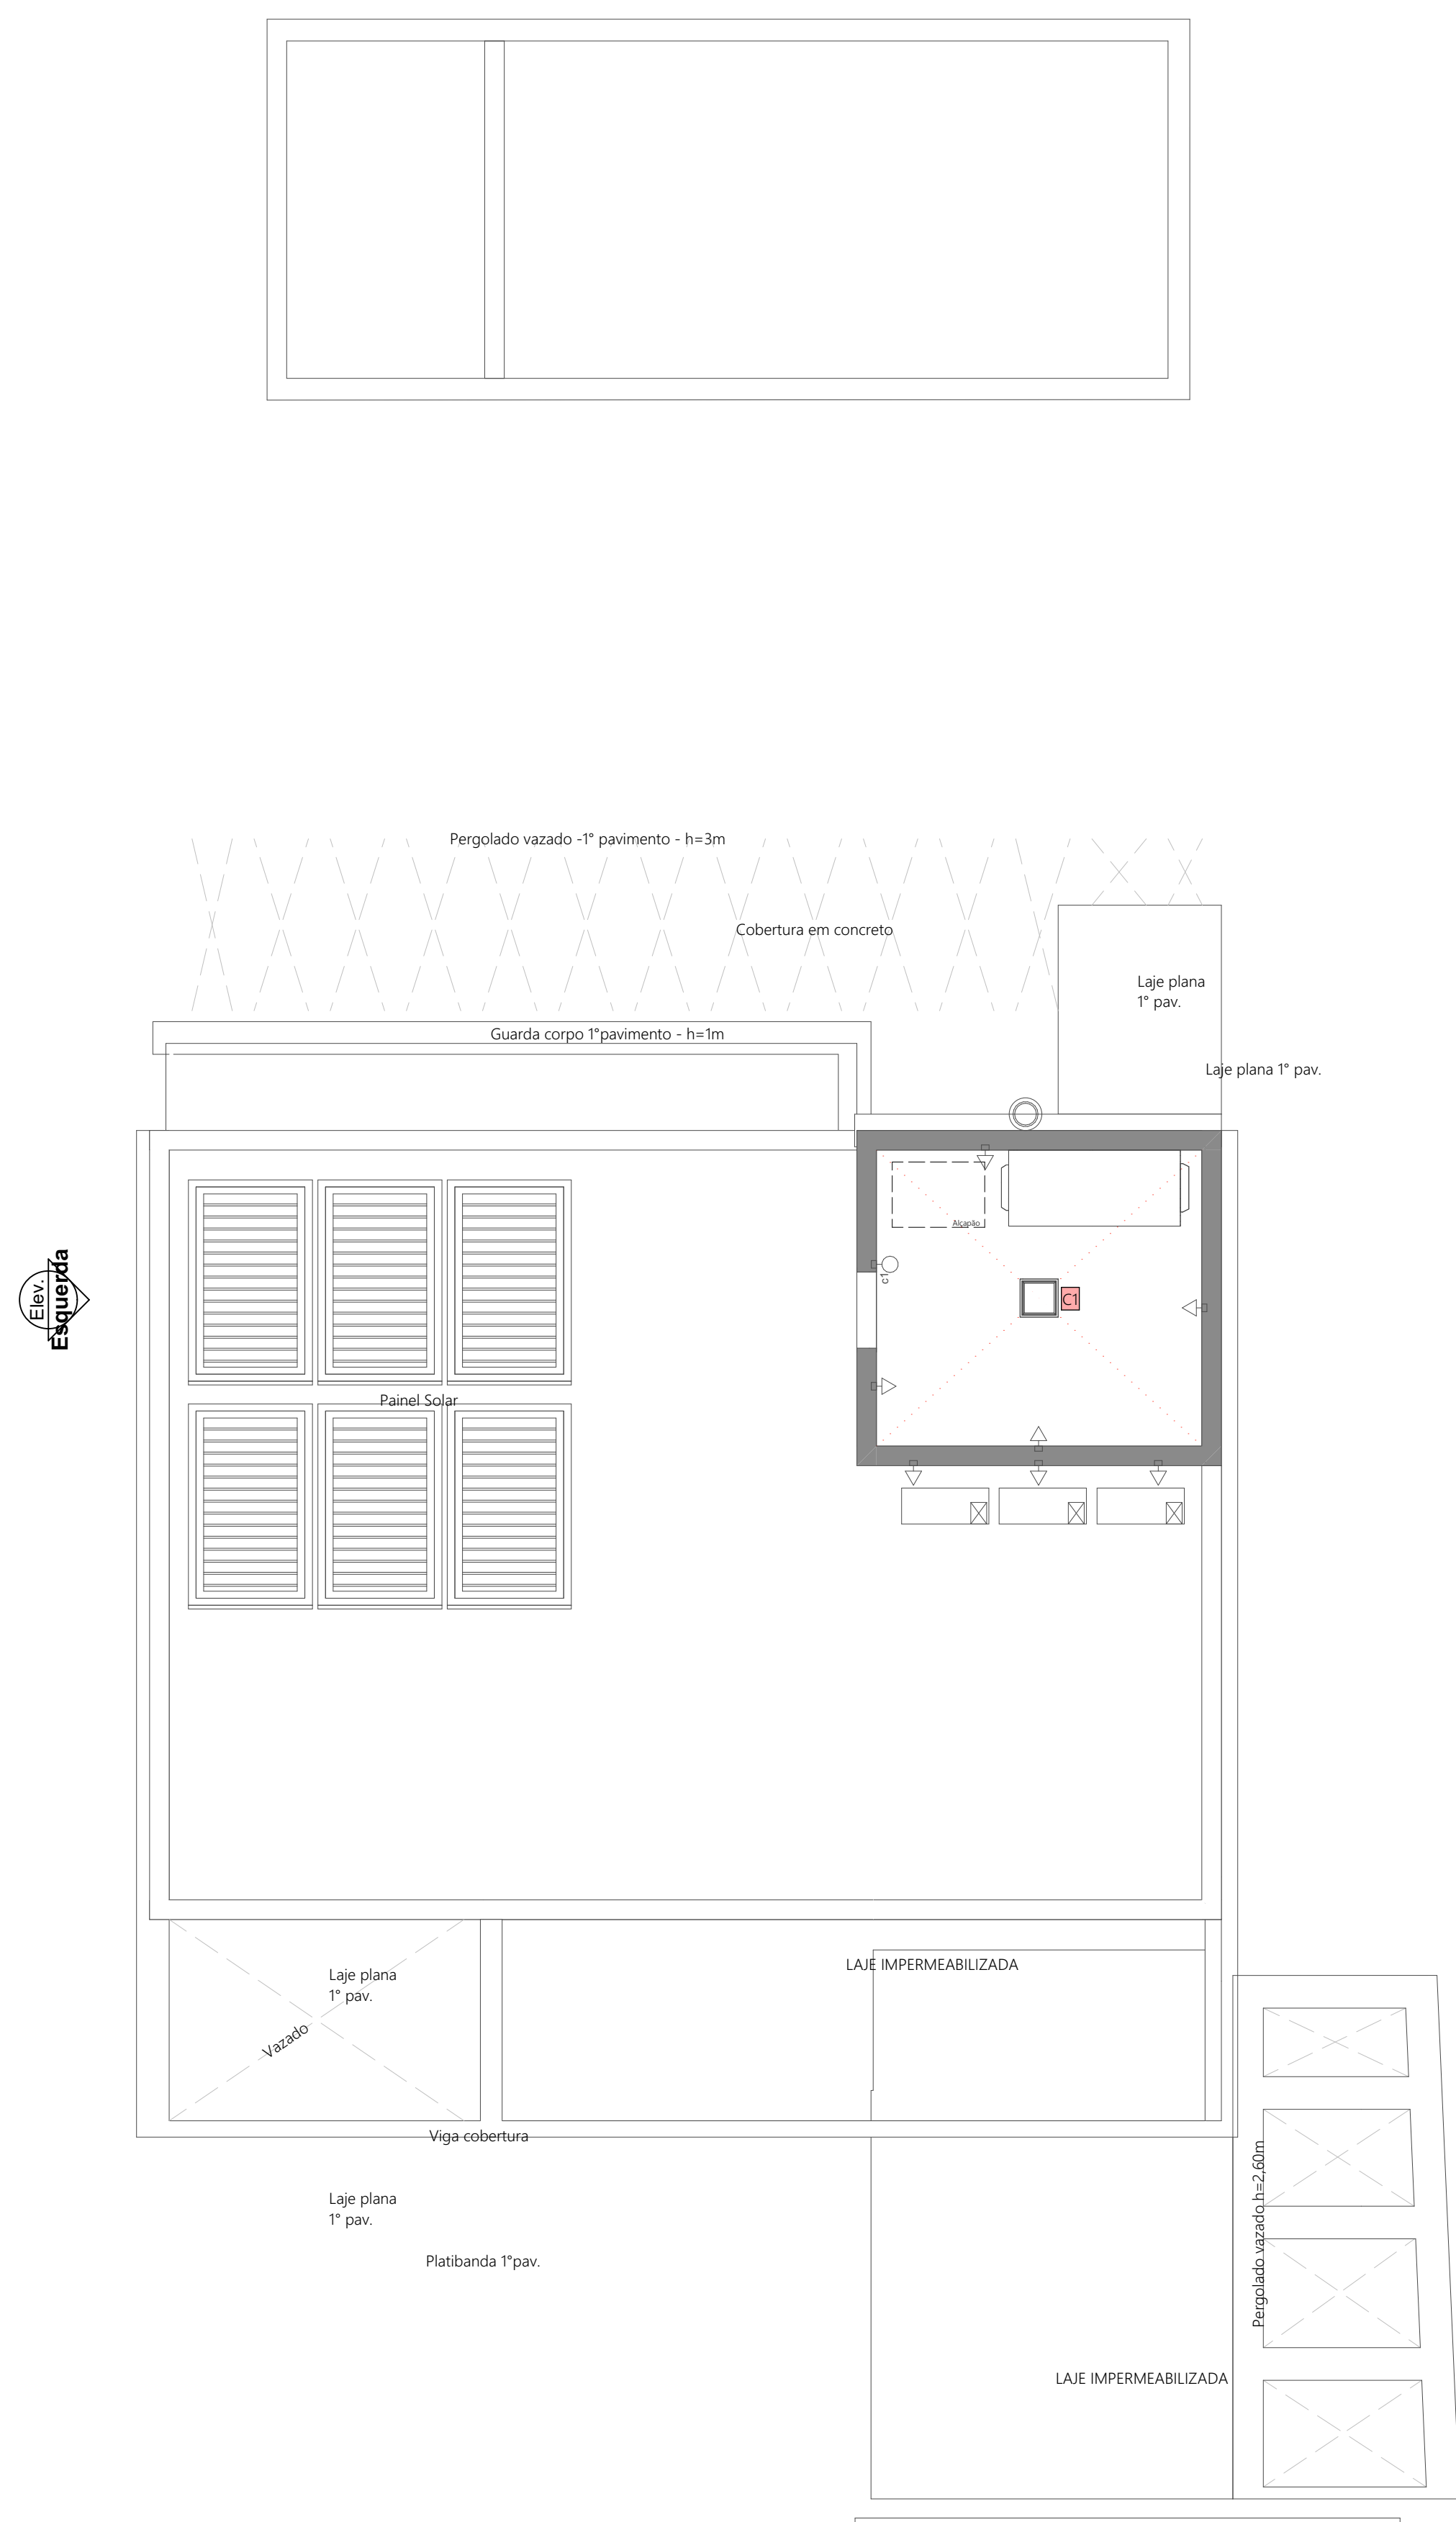 Pergolado vazado -1° pavimento - h=3m
Cobertura em concreto
Laje plana
1° pav.
Guarda corpo 1°pavimento - h=1m
Laje plana 1° pav.
Alçapão
c1
C1
Elev.
Esquerda
Painel Solar
LAJE IMPERMEABILIZADA
Laje plana
1° pav.
Vazado
Viga cobertura
Pergolado vazado h=2,60m
Laje plana
1° pav.
Platibanda 1°pav.
LAJE IMPERMEABILIZADA